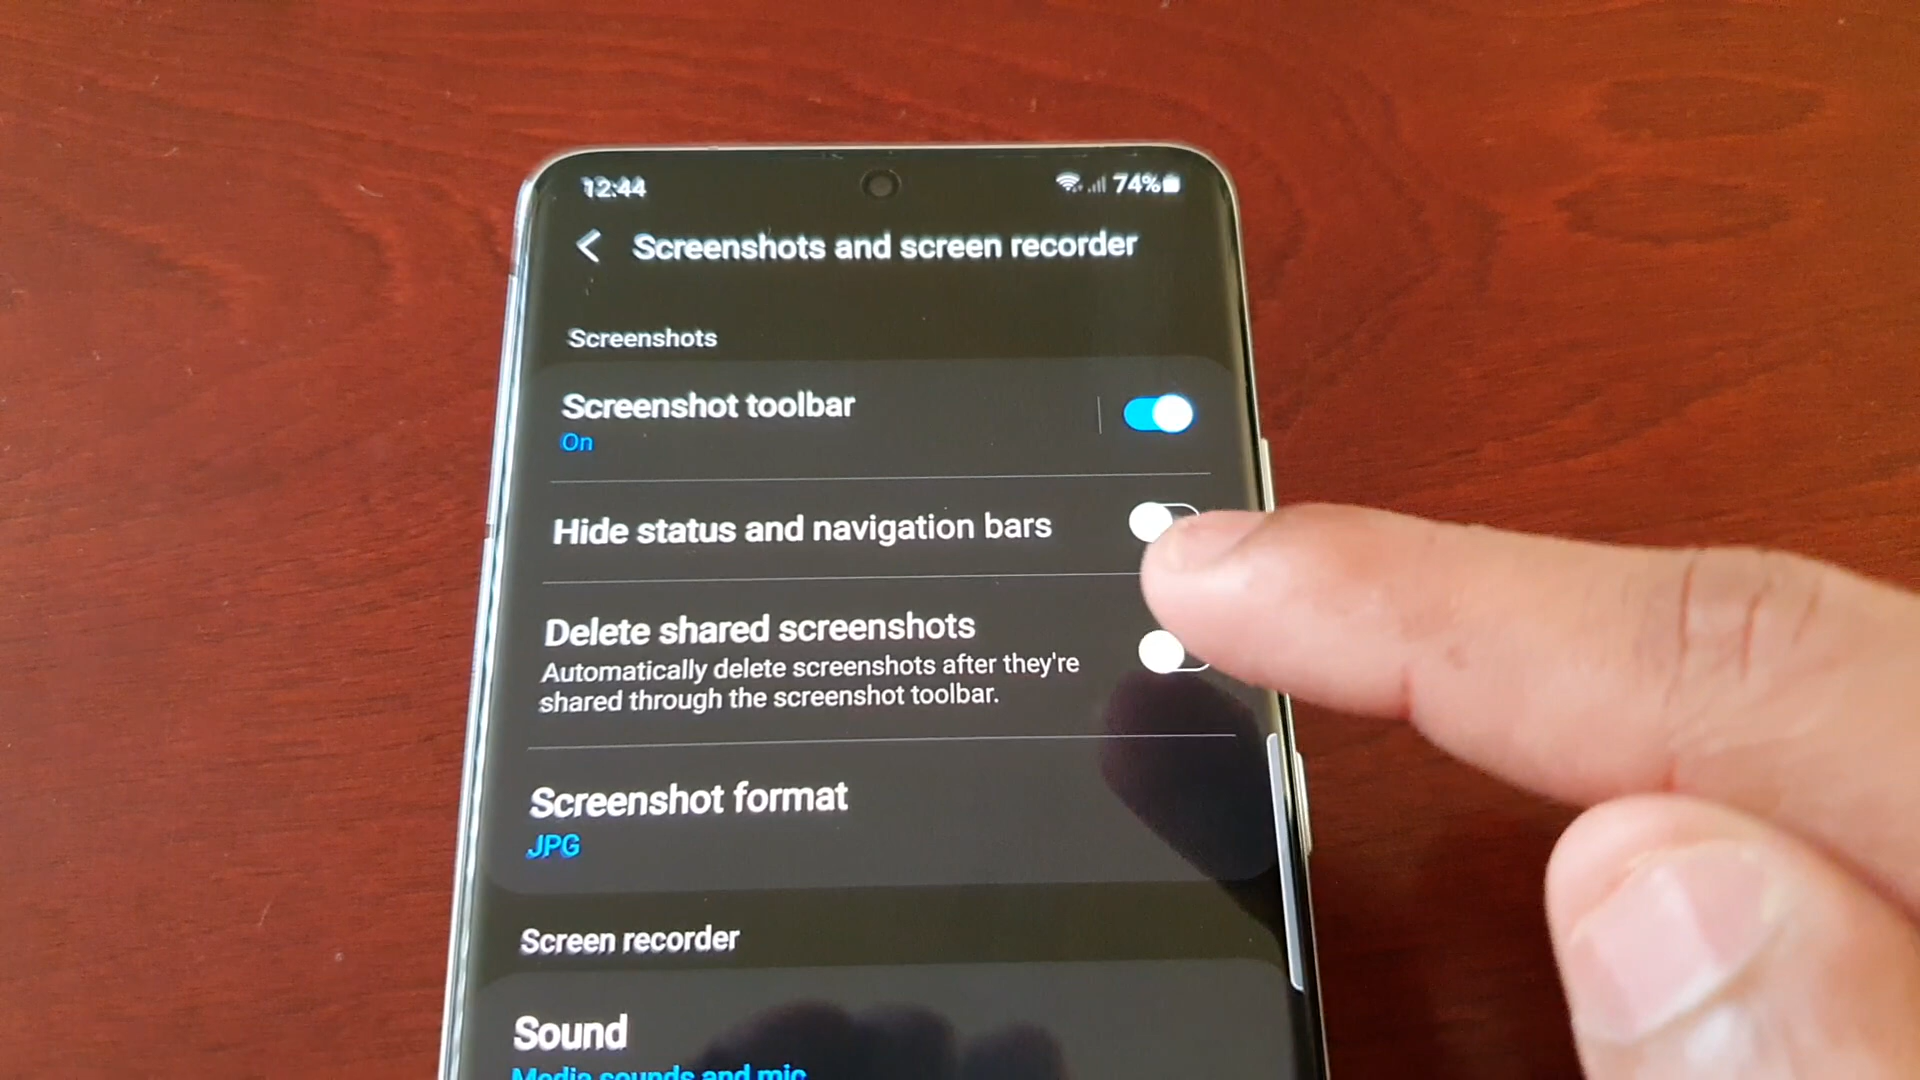 12:44
74%
Screenshots and screen recorder
Screenshots
Screenshot toolbar
On
Hide status and navigation bars
Delete shared screenshots
Automatically delete screenshots after they're
shared through the screenshot toolbar.
Screenshot format
JPG
Screen recorder
Sound
Media sounds and mic